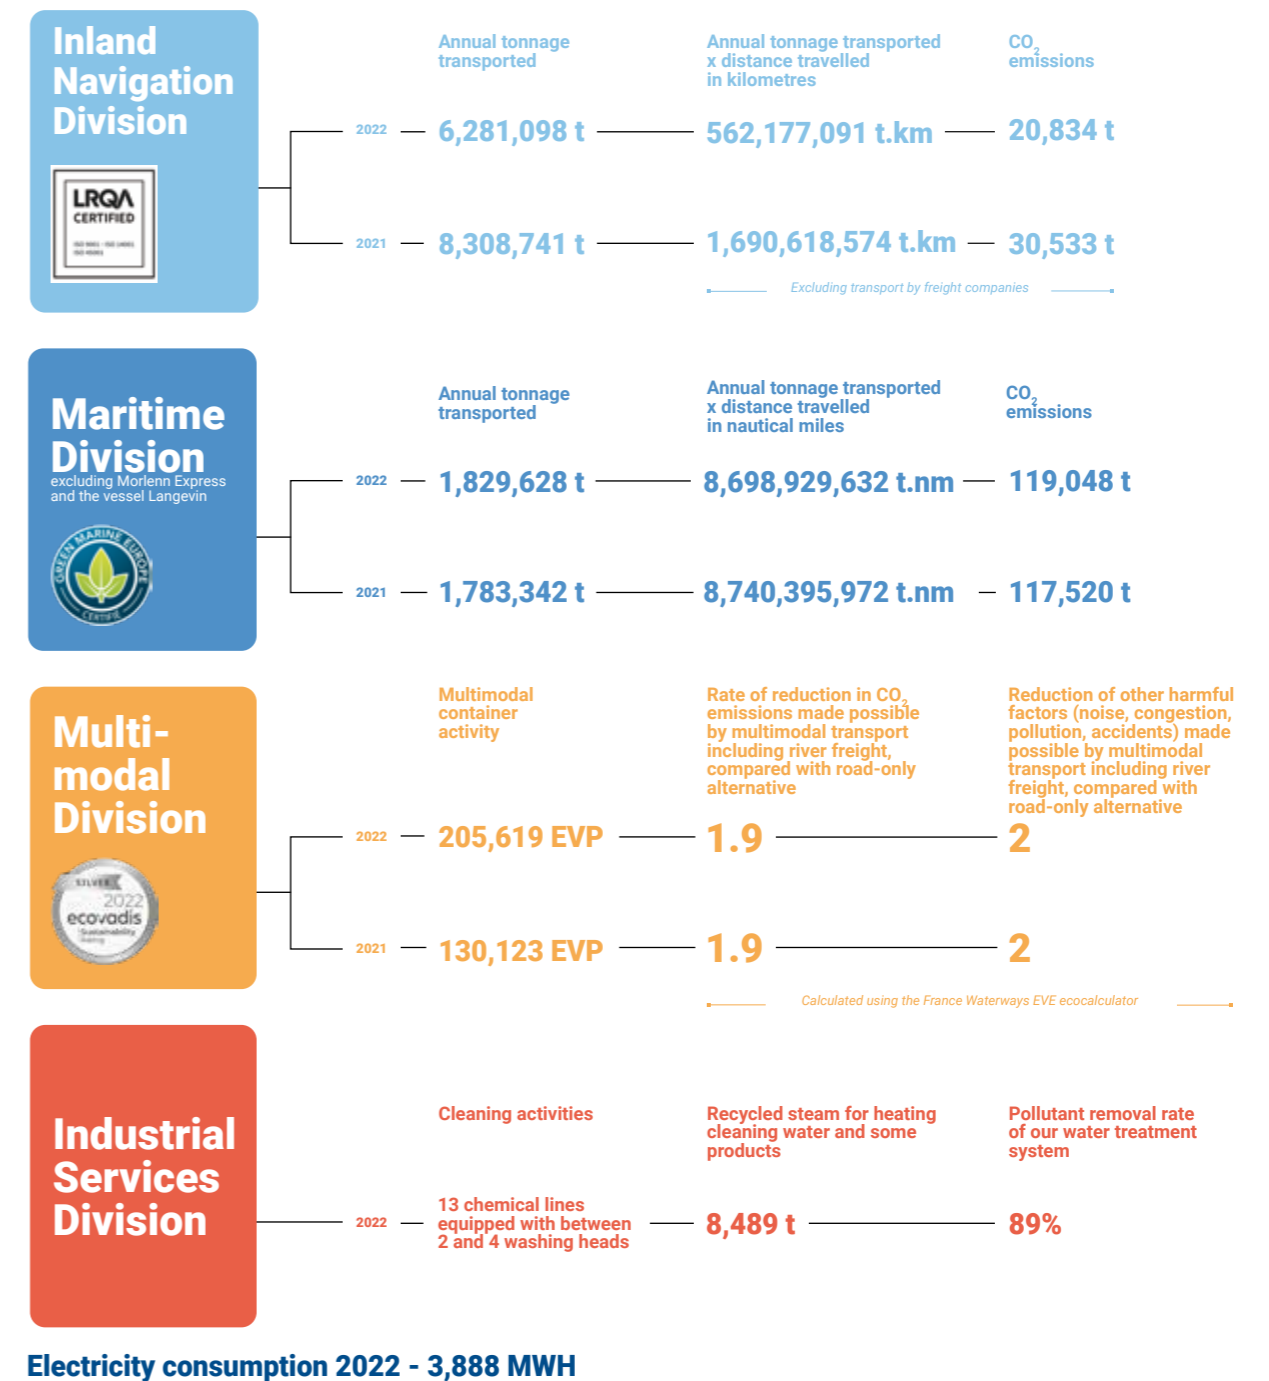 Inland
Navigation
Division
LRQA
CERTIFIED
ISO 9001 - ISO 14001
ISO 45001
Annual tonnage
transported
Annual tonnage transported
x distance travelled
in kilometres
CO2
emissions
2022
6,281,098 t
562,177,091 t.km
20,834 t
2021
8,308,741 t
1,690,618,574 t.km
30,533 t
Excluding transport by freight companies
Maritime
Division
excluding Morlenn Express
and the vessel Langevin
GREEN MARINE EUROPE
CERTIFIÉ
Annual tonnage
transported
Annual tonnage transported
x distance travelled
in nautical miles
CO2
emissions
2022
1,829,628 t
8,698,929,632 t.nm
119,048 t
2021
1,783,342 t
8,740,395,972 t.nm
117,520 t
Multi-
modal
Division
SILVER
2022
ecovadis
Sustainability
Rating
Multimodal
container
activity
Rate of reduction in CO2
emissions made possible
by multimodal transport
including river freight,
compared with road-only
alternative
Reduction of other harmful
factors (noise, congestion,
pollution, accidents) made
possible by multimodal
transport including river
freight, compared with
road-only alternative
2022
205,619 EVP
1.9
2
2021
130,123 EVP
1.9
2
Calculated using the France Waterways EVE ecocalculator
Industrial
Services
Division
Cleaning activities
Recycled steam for heating
cleaning water and some
products
Pollutant removal rate
of our water treatment
system
2022
13 chemical lines
equipped with between
2 and 4 washing heads
8,489 t
89%
Electricity consumption 2022 - 3,888 MWH